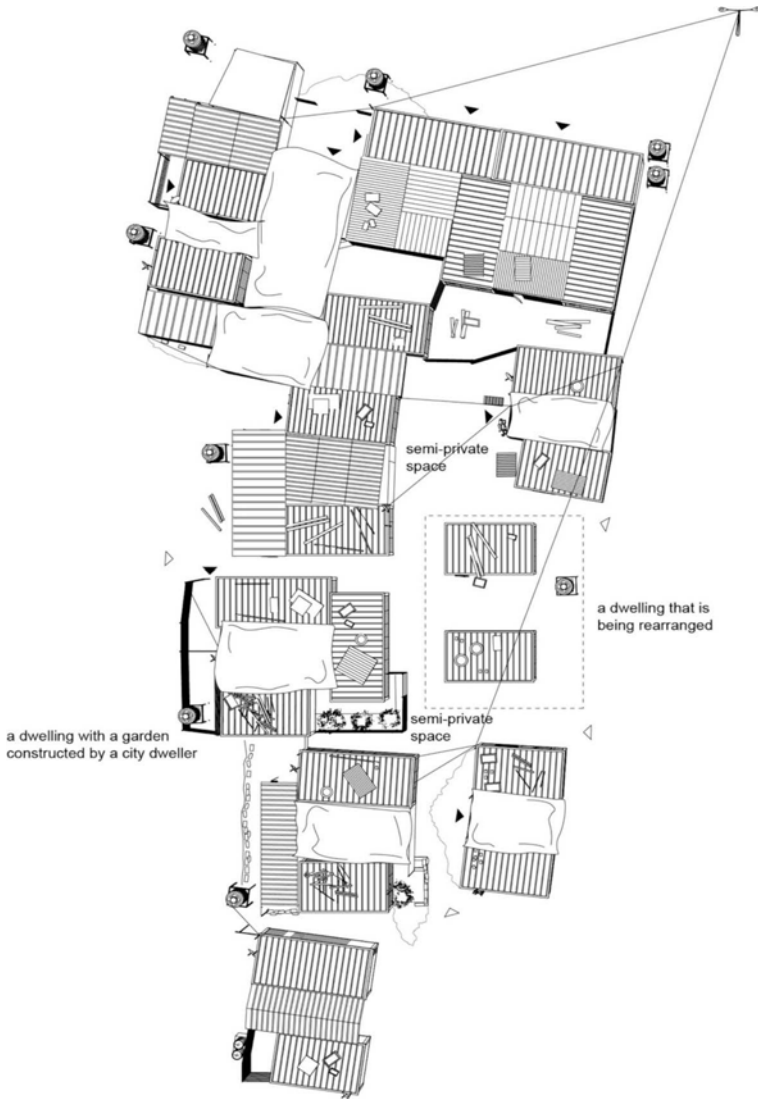 semi-private
space
a dwelling that is
being rearranged
semi-private
space
a dwelling with a garden
constructed by a city dweller